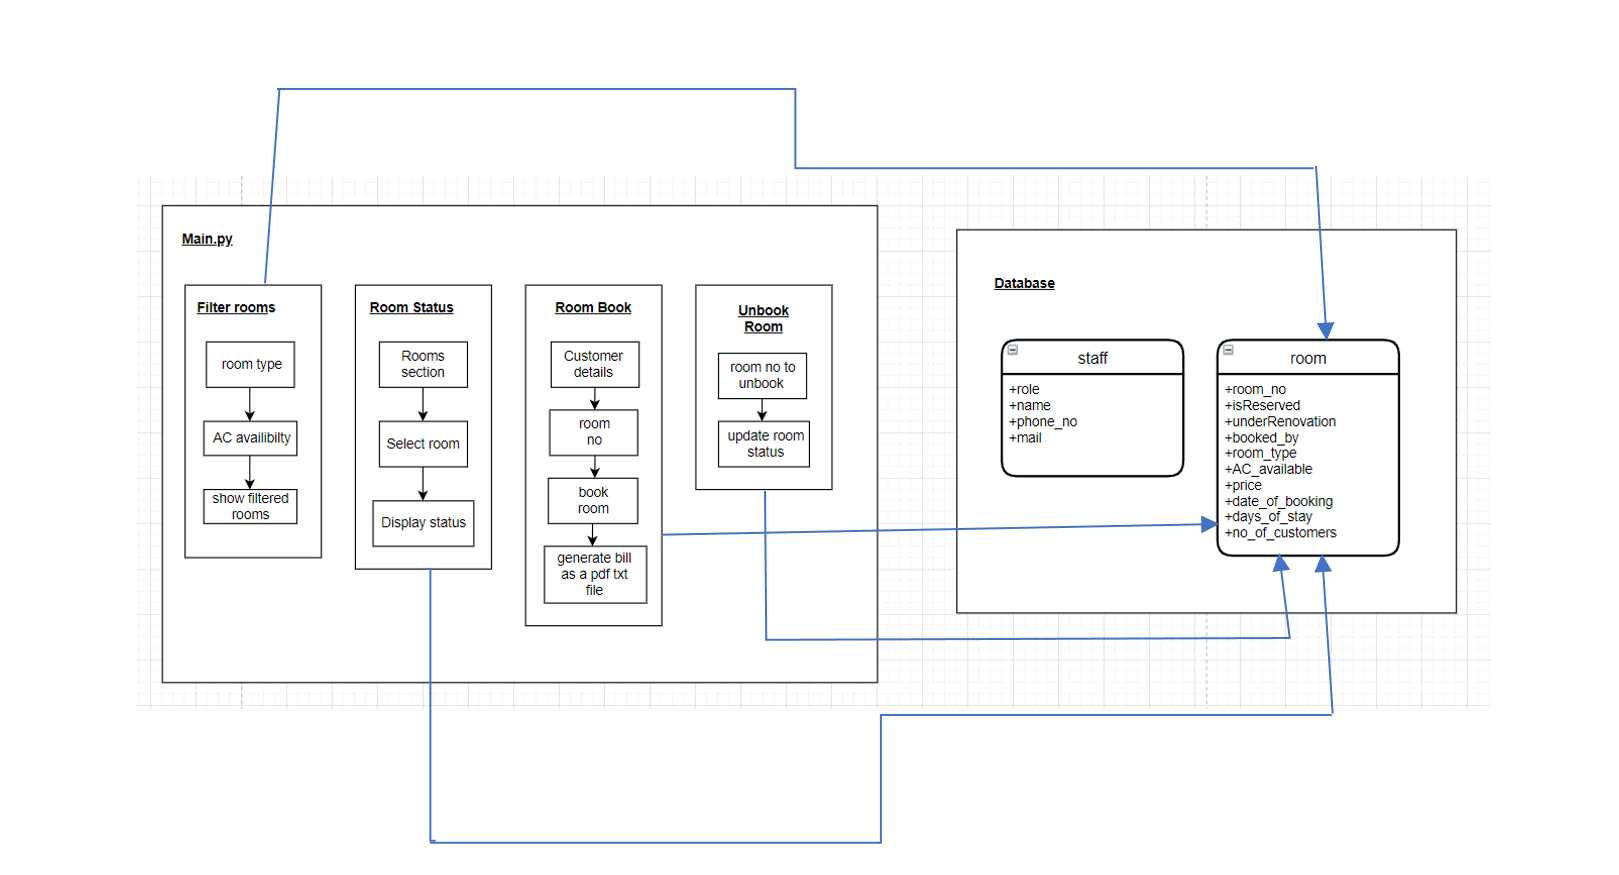 Main.py
Filter rooms
room type
AC availibilty
show filtered
rooms
Room Status
Rooms
section
Select room
Display status
Room Book
Customer
details
room
no
book
room
generate bill
as a pdf txt
file
Unbook
Room
room no to
unbook
update room
status
Database
staff
+role
+name
+phone_no
+mail
room
+room_no
+isReserved
+underRenovation
+booked_by
+room_type
+AC_available
+price
+date_of_booking
+days_of_stay
+no_of_customers